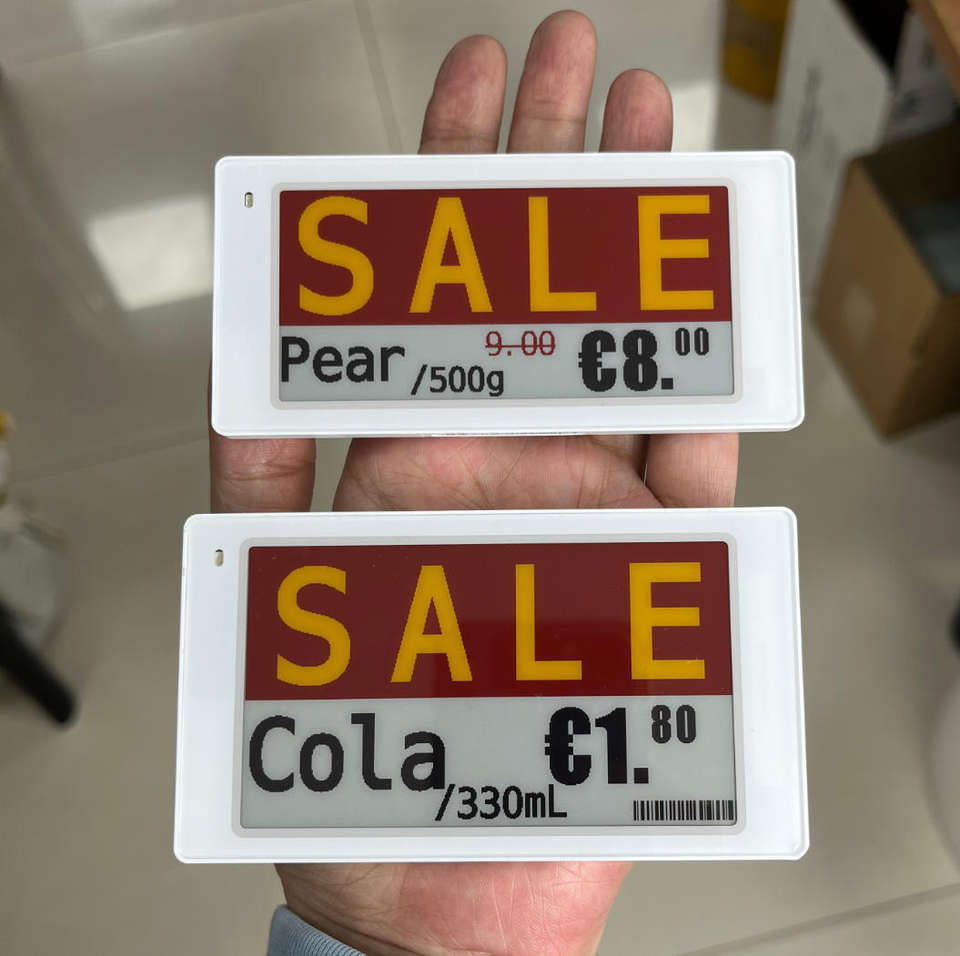 SALE
Pear /500g 9.00 €8.00
SALE
Cola /330mL €1.80